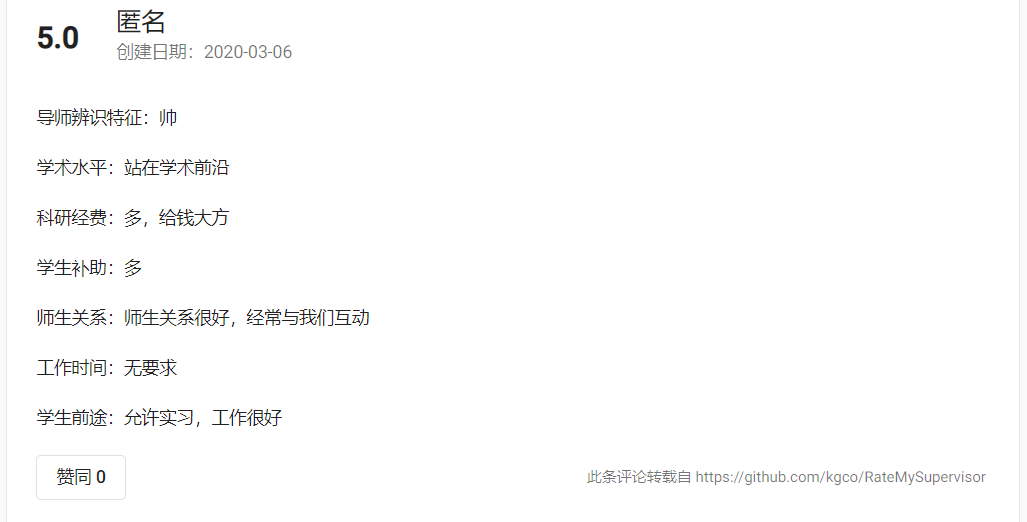 5.0
匿名
创建日期：2020-03-06
导师辨识特征：帅
学术水平：站在学术前沿
科研经费：多，给钱大方
学生补助：多
师生关系：师生关系很好，经常与我们互动
工作时间：无要求
学生前途：允许实习，工作很好
赞同 0
此条评论转载自 https://github.com/kgco/RateMySupervisor